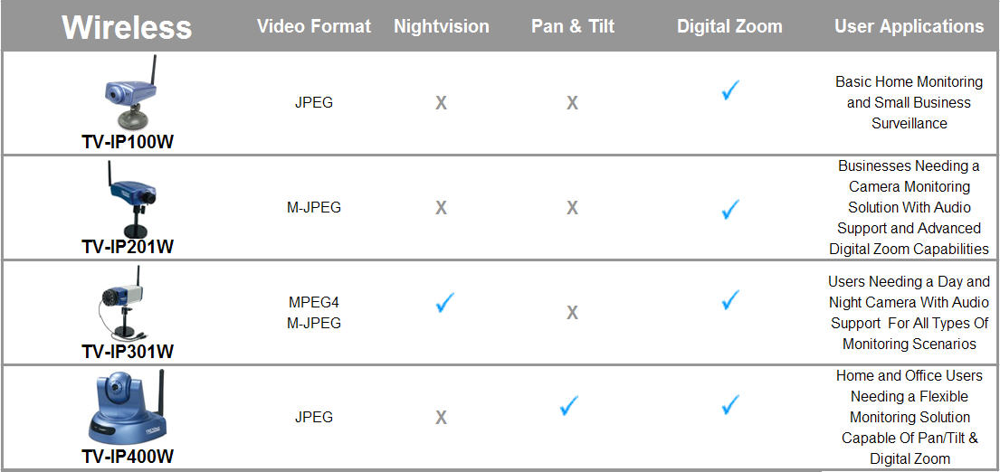 Wireless Video Format Nightvision Pan & Tilt Digital Zoom User Applications
TV-IP100W
JPEG
X
X
Basic Home Monitoring
and Small Business
Surveillance
TV-IP201W
M-JPEG
X
X
Businesses Needing a
Camera Monitoring
Solution With Audio
Support and Advanced
Digital Zoom Capabilities
TV-IP301W
MPEG4
M-JPEG
X
Users Needing a Day and
Night Camera With Audio
Support For All Types Of
Monitoring Scenarios
TV-IP400W
JPEG
X
Home and Office Users
Needing a Flexible
Monitoring Solution
Capable Of Pan/Tilt &
Digital Zoom